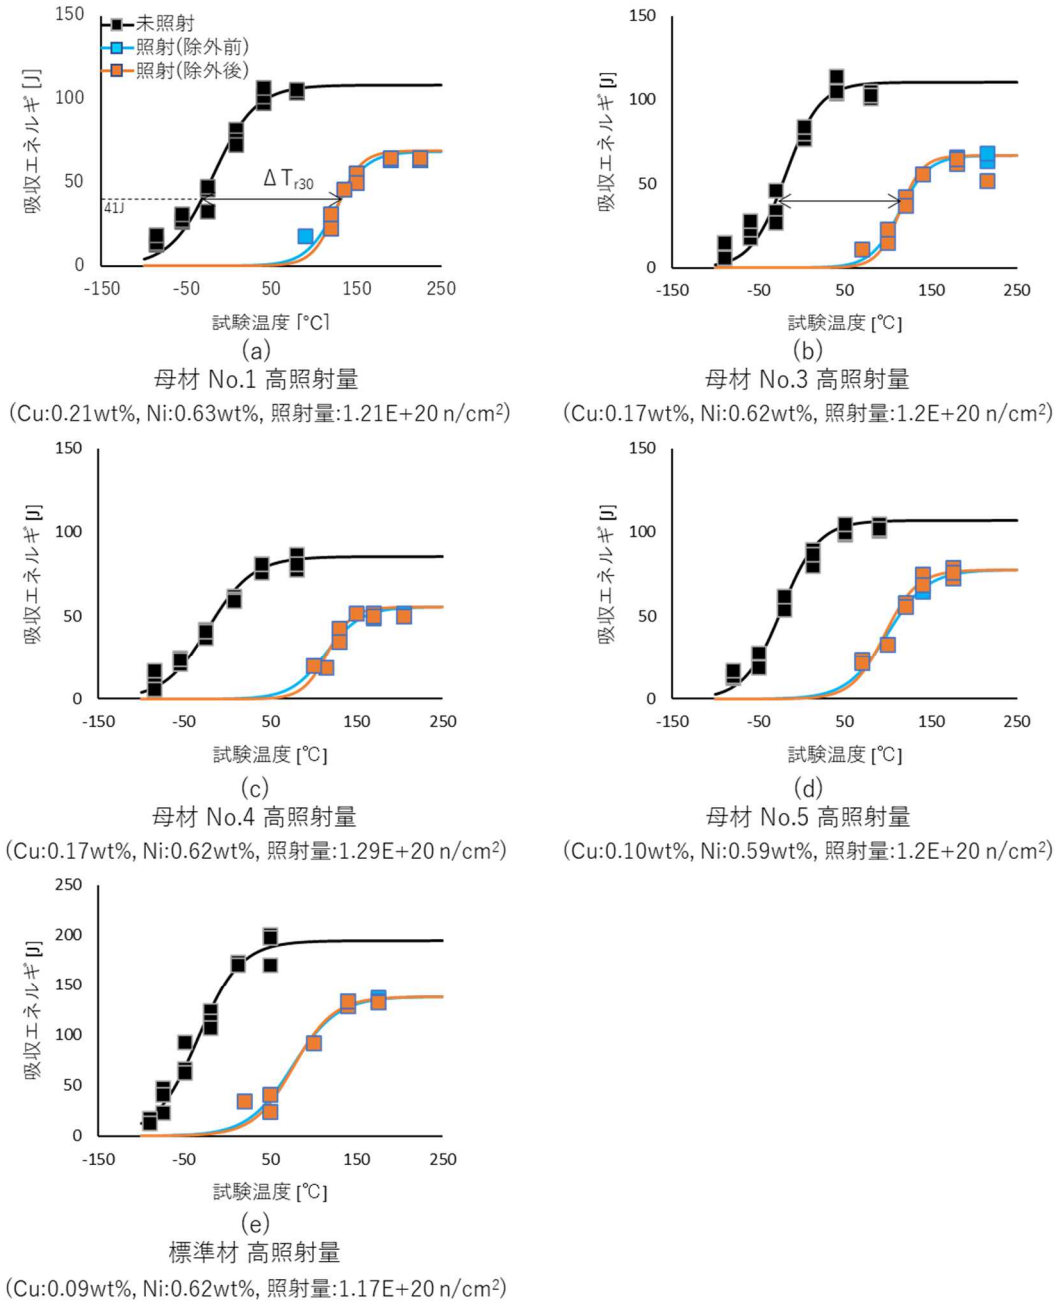 150
未照射
照射(除外前)
照射(除外後)
100
50
0
吸収エネルギ [J]
ΔTr30
41J
-150 -50 50 150 250
試験温度 [°C]
(a)
母材 No.1 高照射量
(Cu:0.21wt%, Ni:0.63wt%, 照射量:1.21E+20 n/cm²)
150
100
50
0
吸収エネルギ [J]
-150 -50 50 150 250
試験温度 [℃]
(b)
母材 No.3 高照射量
(Cu:0.17wt%, Ni:0.62wt%, 照射量:1.2E+20 n/cm²)
150
100
50
0
吸収エネルギ [J]
-150 -50 50 150 250
試験温度 [℃]
(c)
母材 No.4 高照射量
(Cu:0.17wt%, Ni:0.62wt%, 照射量:1.29E+20 n/cm²)
150
100
50
0
吸収エネルギ [J]
-150 -50 50 150 250
試験温度 [℃]
(d)
母材 No.5 高照射量
(Cu:0.10wt%, Ni:0.59wt%, 照射量:1.2E+20 n/cm²)
250
200
150
100
50
0
吸収エネルギ [J]
-150 -50 50 150 250
試験温度 [℃]
(e)
標準材 高照射量
(Cu:0.09wt%, Ni:0.62wt%, 照射量:1.17E+20 n/cm²)